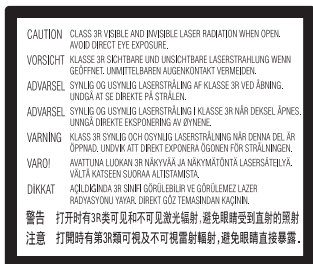 CAUTION CLASS 3R VISIBLE AND INVISIBLE LASER RADIATION WHEN OPEN.
AVOID DIRECT EYE EXPOSURE.
VORSICHT KLASSE 3R SICHTBARE UND UNSICHTBARE LASERSTRAHLUNG WENN
GEÖFFNET. UNMITTELBAREN AUGENKONTAKT VERMEIDEN.
ADVARSEL SYNLIG OG USYNLIG LASERSTRÅLING AF KLASSE 3R VED ÅBNING.
UNDGÅ AT SE DIREKTE PÅ STRÅLEN.
ADVARSEL SYNLIG OG USYNLIG LASERSTRÅLING I KLASSE 3R NÅR DEKSEL ÅPNES.
UNNGÅ DIREKTE EKSPONERING AV ØYNENE.
VARNING KLASS 3R SYNLIG OCH OSYNLIG LASERSTRÅLNING NÄR DENNA DEL ÄR
ÖPPNAD. UNDVIK ATT DIREKT EXPONERA ÖGONEN FÖR STRÅLNINGEN.
VARO! AVATTUNA LUOKAN 3R NÄKYVÄÄ JA NÄKYMÄTÖNTÄ LASERSÄTEILYÄ.
VÄLTÄ KATSEEN SUORAA ALTISTAMISTA.
DİKKAT AÇILDIĞINDA 3R SINIFI GÖRÜLEBİLİR VE GÖRÜLEMEZ LAZER
RADYASYONU YAYAR. DİREKT GÖZ TEMASINDAN KAÇININ.
警告 打开时有3R类可见和不可见激光辐射,避免眼睛受到直射的照射
注意 打開時有第3R類可視及不可視雷射輻射,避免眼睛直接暴露。